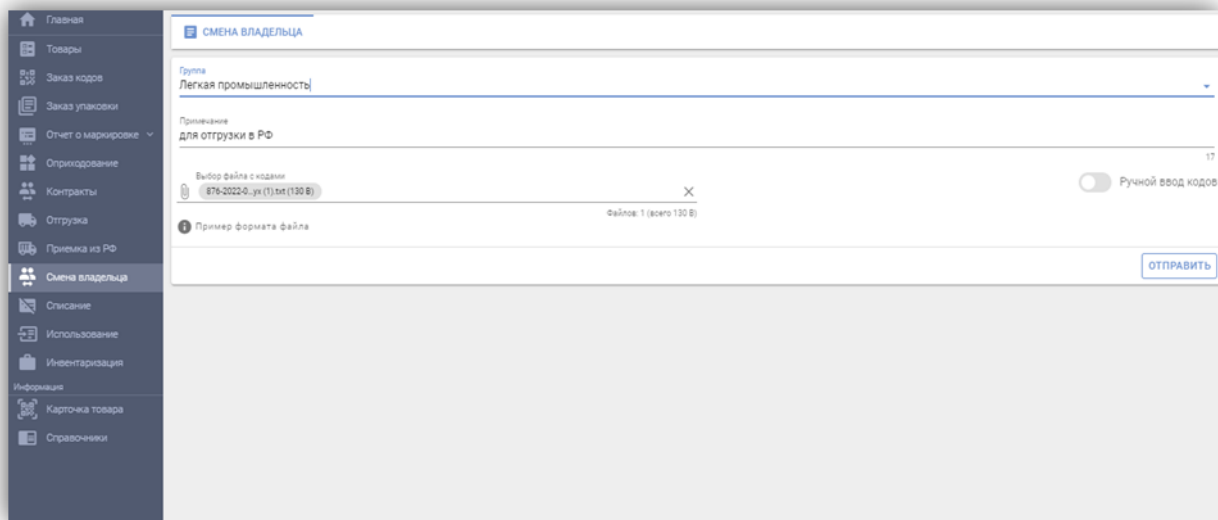 Главная
Товары
Заказ кодов
Заказ упаковки
Отчет о маркировке
Оприходование
Контракты
Отгрузка
Приемка из РФ
Смена владельца
Списание
Использование
Инвентаризация
Информация
Карточка товара
Справочники
СМЕНА ВЛАДЕЛЬЦА
Группа
Легкая промышленность
Примечание
для отгрузки в РФ
17
Выбор файла с кодами
876-2022-0...ух (1).txt (130 B)
Файлов: 1 (всего 130 B)
Ручной ввод кодов
Пример формата файла
ОТПРАВИТЬ